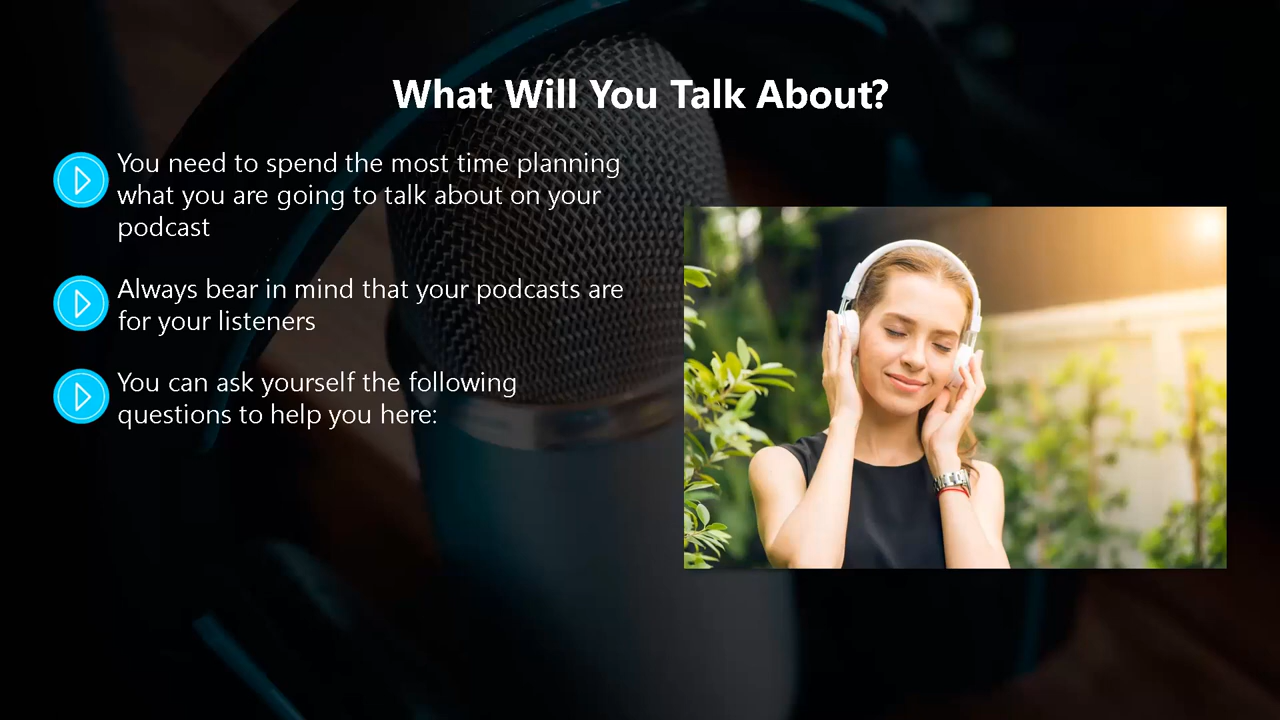 What Will You Talk About?
You need to spend the most time planning
what you are going to talk about on your
podcast
Always bear in mind that your podcasts are
for your listeners
You can ask yourself the following
questions to help you here: